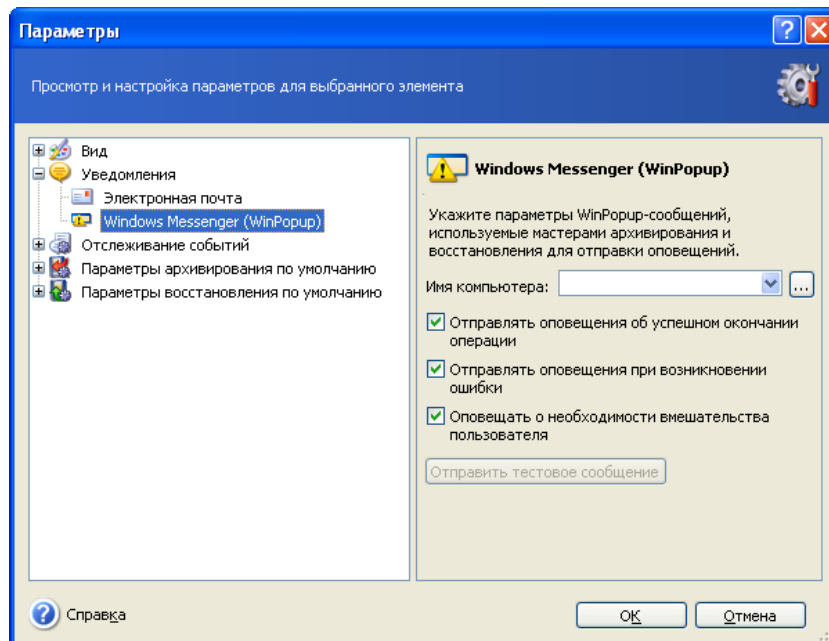 Параметры
Просмотр и настройка параметров для выбранного элемента
Вид
Уведомления
Электронная почта
Windows Messenger (WinPopup)
Отслеживание событий
Параметры архивирования по умолчанию
Параметры восстановления по умолчанию
Windows Messenger (WinPopup)
Укажите параметры WinPopup-сообщений,
используемые мастерами архивирования и
восстановления для отправки оповещений.
Имя компьютера:
...
Отправлять оповещения об успешном окончании
операции
Отправлять оповещения при возникновении
ошибки
Оповещать о необходимости вмешательства
пользователя
Отправить тестовое сообщение
Справка
OK
Отмена